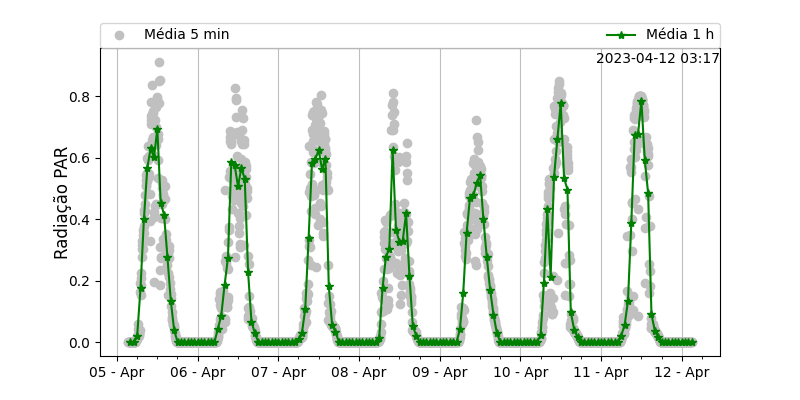 Média 5 min
Média 1 h
2023-04-12 03:17
Radiação PAR
0.8
0.6
0.4
0.2
0.0
05 - Apr
06 - Apr
07 - Apr
08 - Apr
09 - Apr
10 - Apr
11 - Apr
12 - Apr